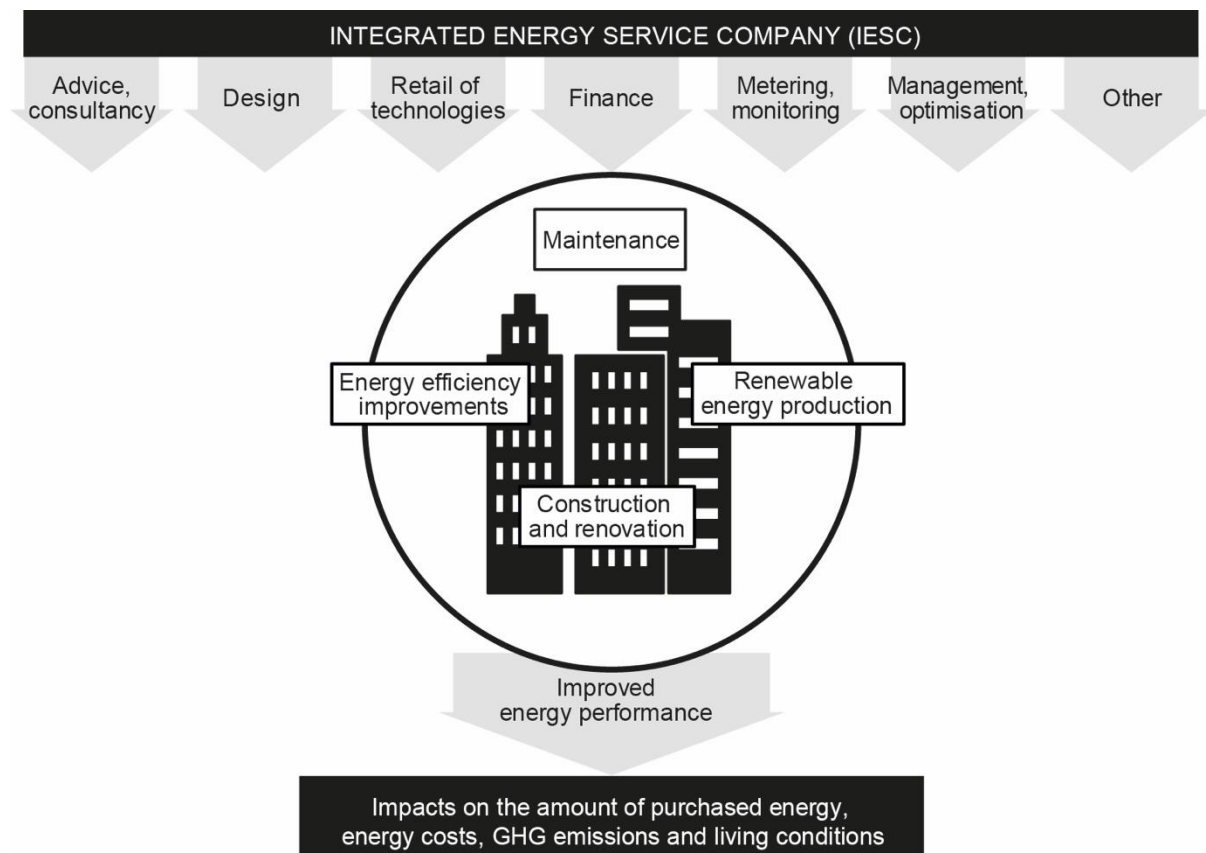 INTEGRATED ENERGY SERVICE COMPANY (IESC)
Advice,
consultancy
Design
Retail of
technologies
Finance
Metering,
monitoring
Management,
optimisation
Other
Maintenance
Energy efficiency
improvements
Renewable
energy production
Construction
and renovation
Improved
energy performance
Impacts on the amount of purchased energy,
energy costs, GHG emissions and living conditions